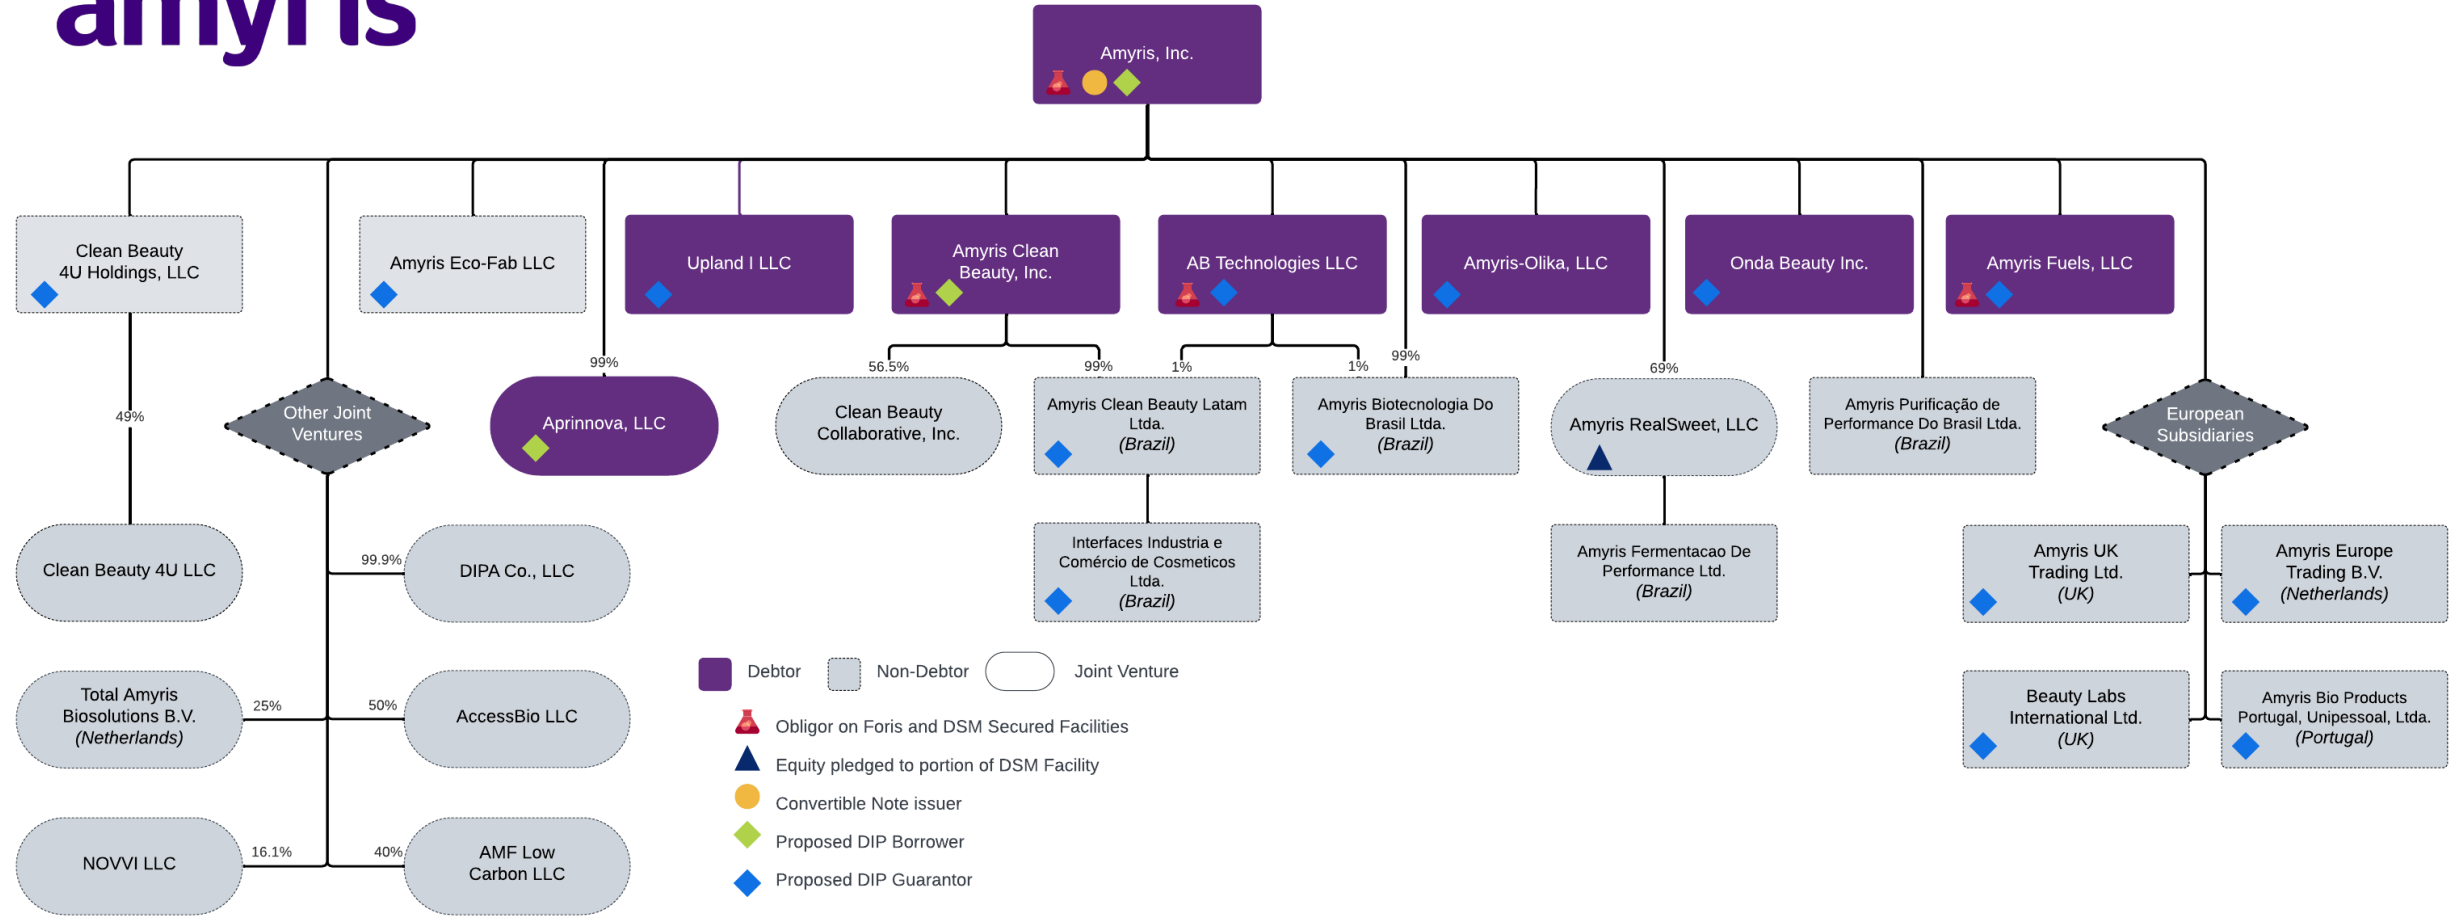 amyris
Amyris, Inc.
Clean Beauty
4U Holdings, LLC
Amyris Eco-Fab LLC
Upland I LLC
Amyris Clean
Beauty, Inc.
AB Technologies LLC
Amyris-Olika, LLC
Onda Beauty Inc.
Amyris Fuels, LLC
49%
Other Joint
Ventures
99%
Aprinnova, LLC
56.5%
Clean Beauty
Collaborative, Inc.
99%
1%
Amyris Clean Beauty Latam
Ltda.
(Brazil)
1%
99%
Amyris Biotecnologia Do
Brasil Ltda.
(Brazil)
69%
Amyris RealSweet, LLC
Amyris Purificação de
Performance Do Brasil Ltda.
(Brazil)
European
Subsidiaries
Clean Beauty 4U LLC
99.9%
DIPA Co., LLC
Interfaces Industria e
Comércio de Cosmeticos
Ltda.
(Brazil)
Amyris Fermentacao De
Performance Ltd.
(Brazil)
Amyris UK
Trading Ltd.
(UK)
Amyris Europe
Trading B.V.
(Netherlands)
Total Amyris
Biosolutions B.V.
(Netherlands)
25%
50%
AccessBio LLC
Beauty Labs
International Ltd.
(UK)
Amyris Bio Products
Portugal, Unipessoal, Ltda.
(Portugal)
NOVVI LLC
16.1%
40%
AMF Low
Carbon LLC
Debtor
Non-Debtor
Joint Venture
Obligor on Foris and DSM Secured Facilities
Equity pledged to portion of DSM Facility
Convertible Note issuer
Proposed DIP Borrower
Proposed DIP Guarantor